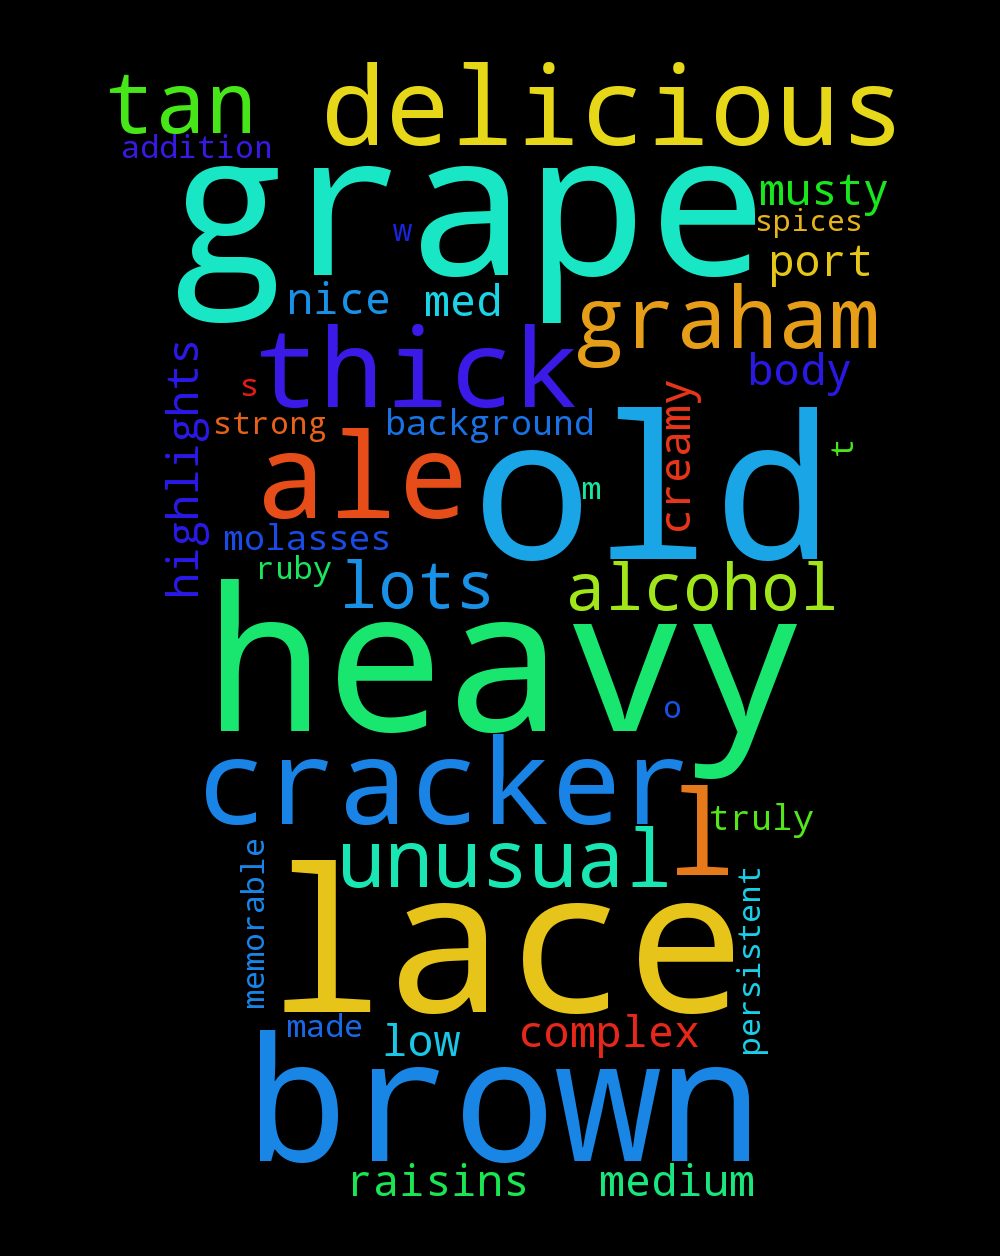 tan delicious
addition
grape
musty
spices
w
port
nice med
graham
thick
body
highlights
s
creamy
strong background
ale
old
t
m
molasses
ruby
lots
alcohol
heavy
o
cracker
l
truly
unusual
memorable
lace
persistent
made
low
complex
brown
raisins medium